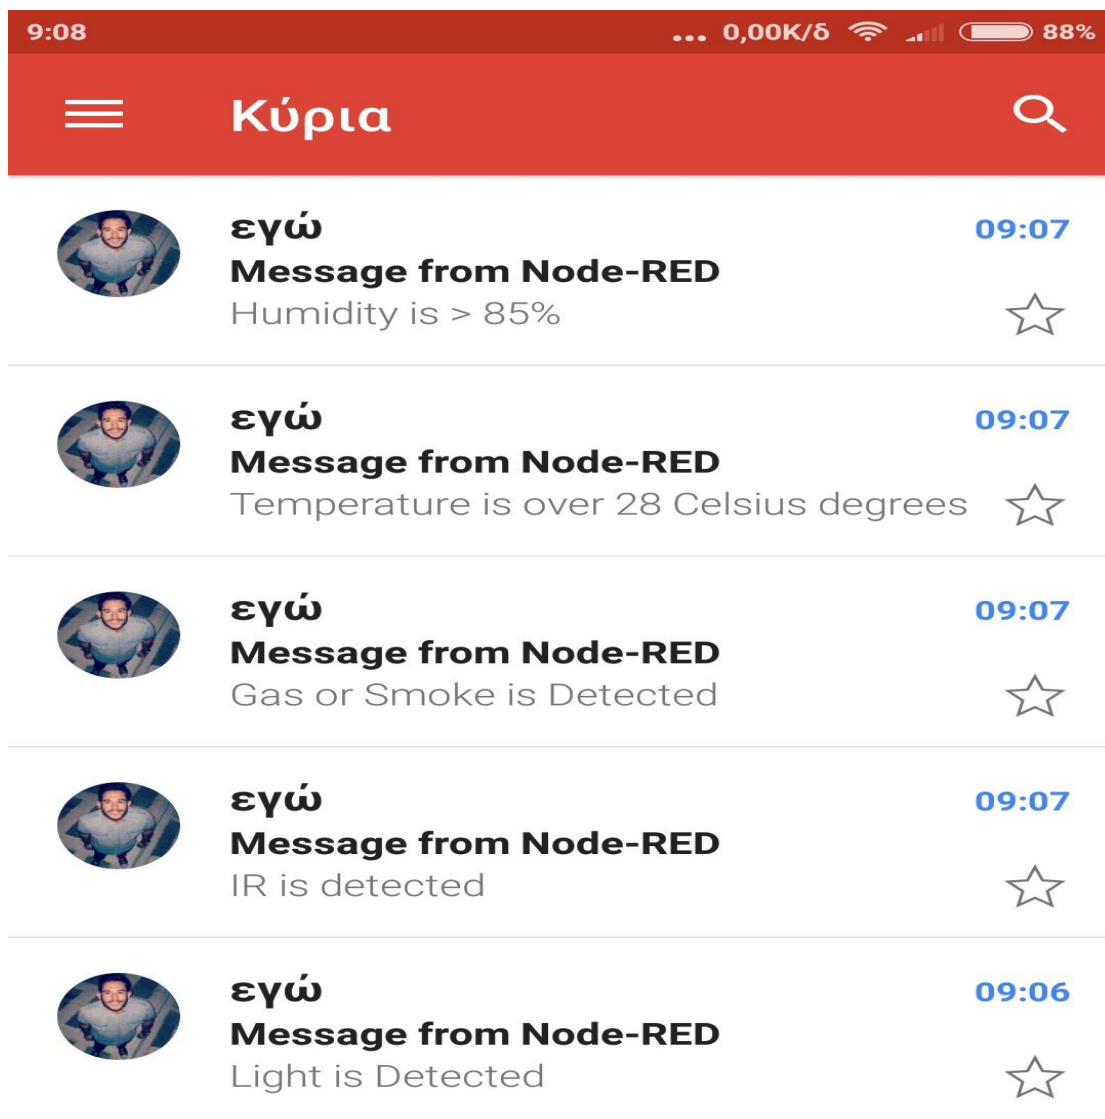 9:08 ... 0,00K/δ 88%
Κύρια
εγώ 09:07
Message from Node-RED
Humidity is > 85%
εγώ 09:07
Message from Node-RED
Temperature is over 28 Celsius degrees
εγώ 09:07
Message from Node-RED
Gas or Smoke is Detected
εγώ 09:07
Message from Node-RED
IR is detected
εγώ 09:06
Message from Node-RED
Light is Detected